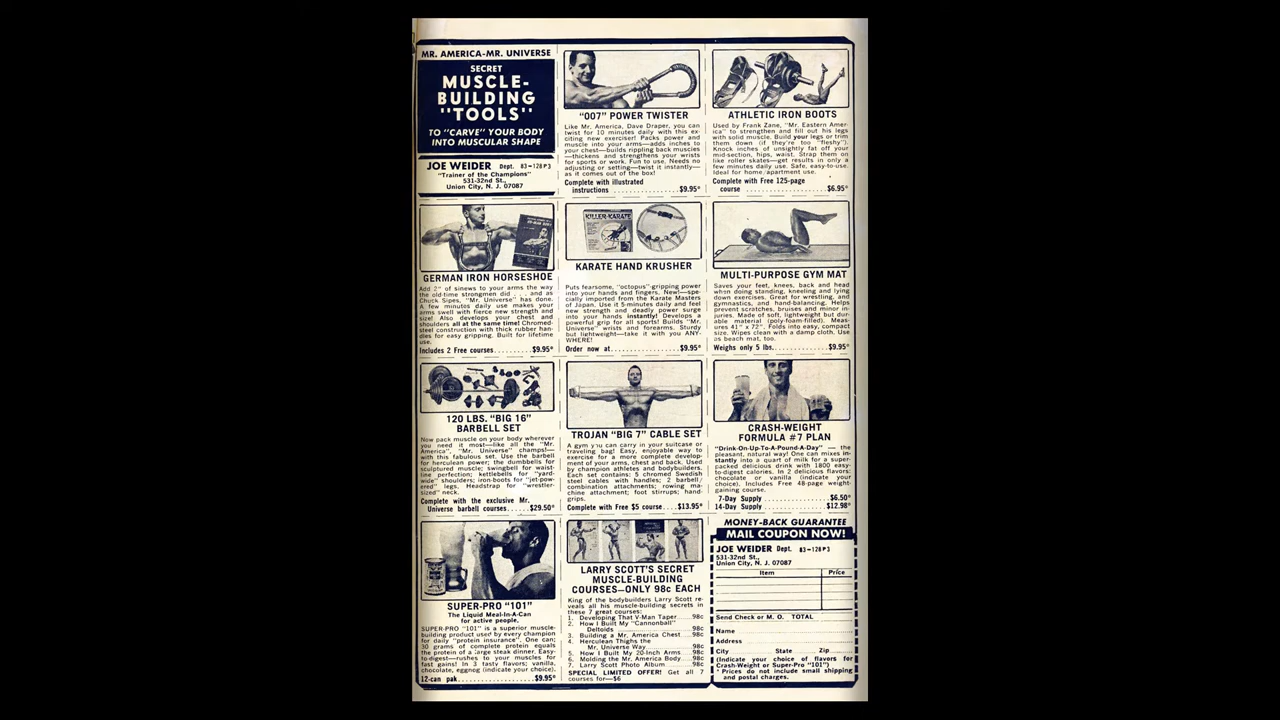 MR. AMERICA-MR. UNIVERSE
SECRET
MUSCLE-
BUILDING
"TOOLS"
TO "CARVE" YOUR BODY
INTO MUSCULAR SHAPE
JOE WEIDER Dept. 83-128P3
"Trainer of the Champions"
531-32nd St.,
Union City, N. J. 07087
"007" POWER TWISTER
Like Mr. America, Dave Draper, you can
twist for 10 minutes daily with this ex-
citing new exerciser! Packs power and
muscle into your arms—adds inches to
your chest—builds rippling back muscles
—thickens and strengthens your wrists
for sports or work. Fun to use. Needs no
adjusting or setting—twist it instantly—
as it comes out of the box!
Complete with illustrated
instructions ..................$9.95*
ATHLETIC IRON BOOTS
Used by Frank Zane, "Mr. Eastern Amer-
ica" to strengthen and fill out his legs
with solid muscle. Build your legs or trim
them down (if they're too "fleshy").
Knock inches of unsightly fat off your
mid-section, hips, waist. Strap them on
like roller skates—get results in only a
few minutes daily use. Safe, easy-to-use.
Ideal for home/apartment use.
Complete with Free 125-page
course ......................$6.95*
GERMAN IRON HORSESHOE
Add 2" of sinews to your arms the way
the old-time strongmen did . . . and as
Chuck Sipes, "Mr. Universe" has done.
A few minutes daily use makes your
arms swell with fierce new strength and
size! Also develops your chest and
shoulders all at the same time! Chromed-
steel construction with thick rubber han-
dles for easy gripping. Built for lifetime
use.
Includes 2 Free courses..........$9.95*
KILLER-KARATE
KARATE HAND KRUSHER
Puts fearsome, "octopus"-gripping power
into your hands and fingers. New!—spe-
cially imported from the Karate Masters
of Japan. Use it 5-minutes daily and feel
new strength and deadly power surge
into your hands instantly! Develops a
powerful grip for all sports! Builds "Mr.
Universe" wrists and forearms. Sturdy
but lightweight—take it with you ANY-
WHERE!
Order now at....................$9.95*
MULTI-PURPOSE GYM MAT
Saves your feet, knees, back and head
when doing standing, kneeling and lying
down exercises. Great for wrestling, and
gymnastics, and hand-balancing. Helps
prevent scratches, bruises and minor in-
juries. Made of soft, lightweight but dur-
able material (poly-foam-filled). Meas-
ures 41" x 72". Folds into easy, compact
size. Wipes clean with a damp cloth. Use
as beach mat, too.
Weighs only 5 lbs................$9.95*
120 LBS. "BIG 16"
BARBELL SET
Now pack muscle on your body wherever
you need it most—like all the "Mr.
America", "Mr. Universe" champs!—
with this fabulous set. Use the barbell
for herculean power; the dumbbells for
sculptured muscle; swingbell for waist-
line perfection; kettlebells for "yard-
wide" shoulders; iron-boots for "jet-pow-
ered" legs, Headstrap for "wrestler-
sized" neck.
Complete with the exclusive Mr.
Universe barbell courses.....$29.50*
TROJAN "BIG 7" CABLE SET
A gym you can carry in your suitcase or
traveling bag! Easy, enjoyable way to
exercise for a more complete develop-
ment of your arms, chest and back. Used
by champion athletes and bodybuilders.
Each set contains: 5 chromed Swedish
steel cables with handles; 2 barbell/
combination attachments; rowing ma-
chine attachment; foot stirrups; hand-
grips.
Complete with Free $5 course....$13.95*
CRASH-WEIGHT
FORMULA #7 PLAN
"Drink-On-Up-To-A-Pound-A-Day" — the
pleasant, natural way! One can mixes in-
stantly into a quart of milk for a super-
packed delicious drink with 1800 easy-
to-digest calories. In 2 delicious flavors:
chocolate or vanilla (indicate your
choice). Includes Free 48-page weight-
gaining course.
7-Day Supply ................$6.50*
14-Day Supply ...............$12.98*
SUPER-PRO "101"
The Liquid Meal-In-A-Can
for active people.
SUPER-PRO "101" is a superior muscle-
building product used by every champion
for daily "protein insurance". One can;
30 grams of complete protein equals
the protein of a large steak dinner. Easy-
to-digest—rushes to your muscles for
fast gains! In 3 tasty flavors; vanilla,
chocolate, eggnog (indicate your choice).
12-can pak....................$9.95*
LARRY SCOTT'S SECRET
MUSCLE-BUILDING
COURSES—ONLY 98c EACH
King of the bodybuilders Larry Scott re-
veals all his muscle-building secrets in
these 7 great courses:
1. Developing That V-Man Taper....98c
2. How I Built My "Cannonball"
Deltoids....................98c
3. Building a Mr. America Chest...98c
4. Herculean Thighs the
Mr. Universe Way............98c
5. How I Built My 20-Inch Arms....98c
6. Molding the Mr. America Body...98c
7. Larry Scott Photo Album........98c
SPECIAL LIMITED OFFER! Get all 7
courses for—$6
MONEY-BACK GUARANTEE
MAIL COUPON NOW!
JOE WEIDER Dept. 83-128P3
531-32nd St.,
Union City, N. J. 07087
Item Price
Send Check or M. O. TOTAL
Name
Address
City State Zip
(Indicate your choice of flavors for
Crash-Weight or Super-Pro "101")
* Prices do not include small shipping
and postal charges.